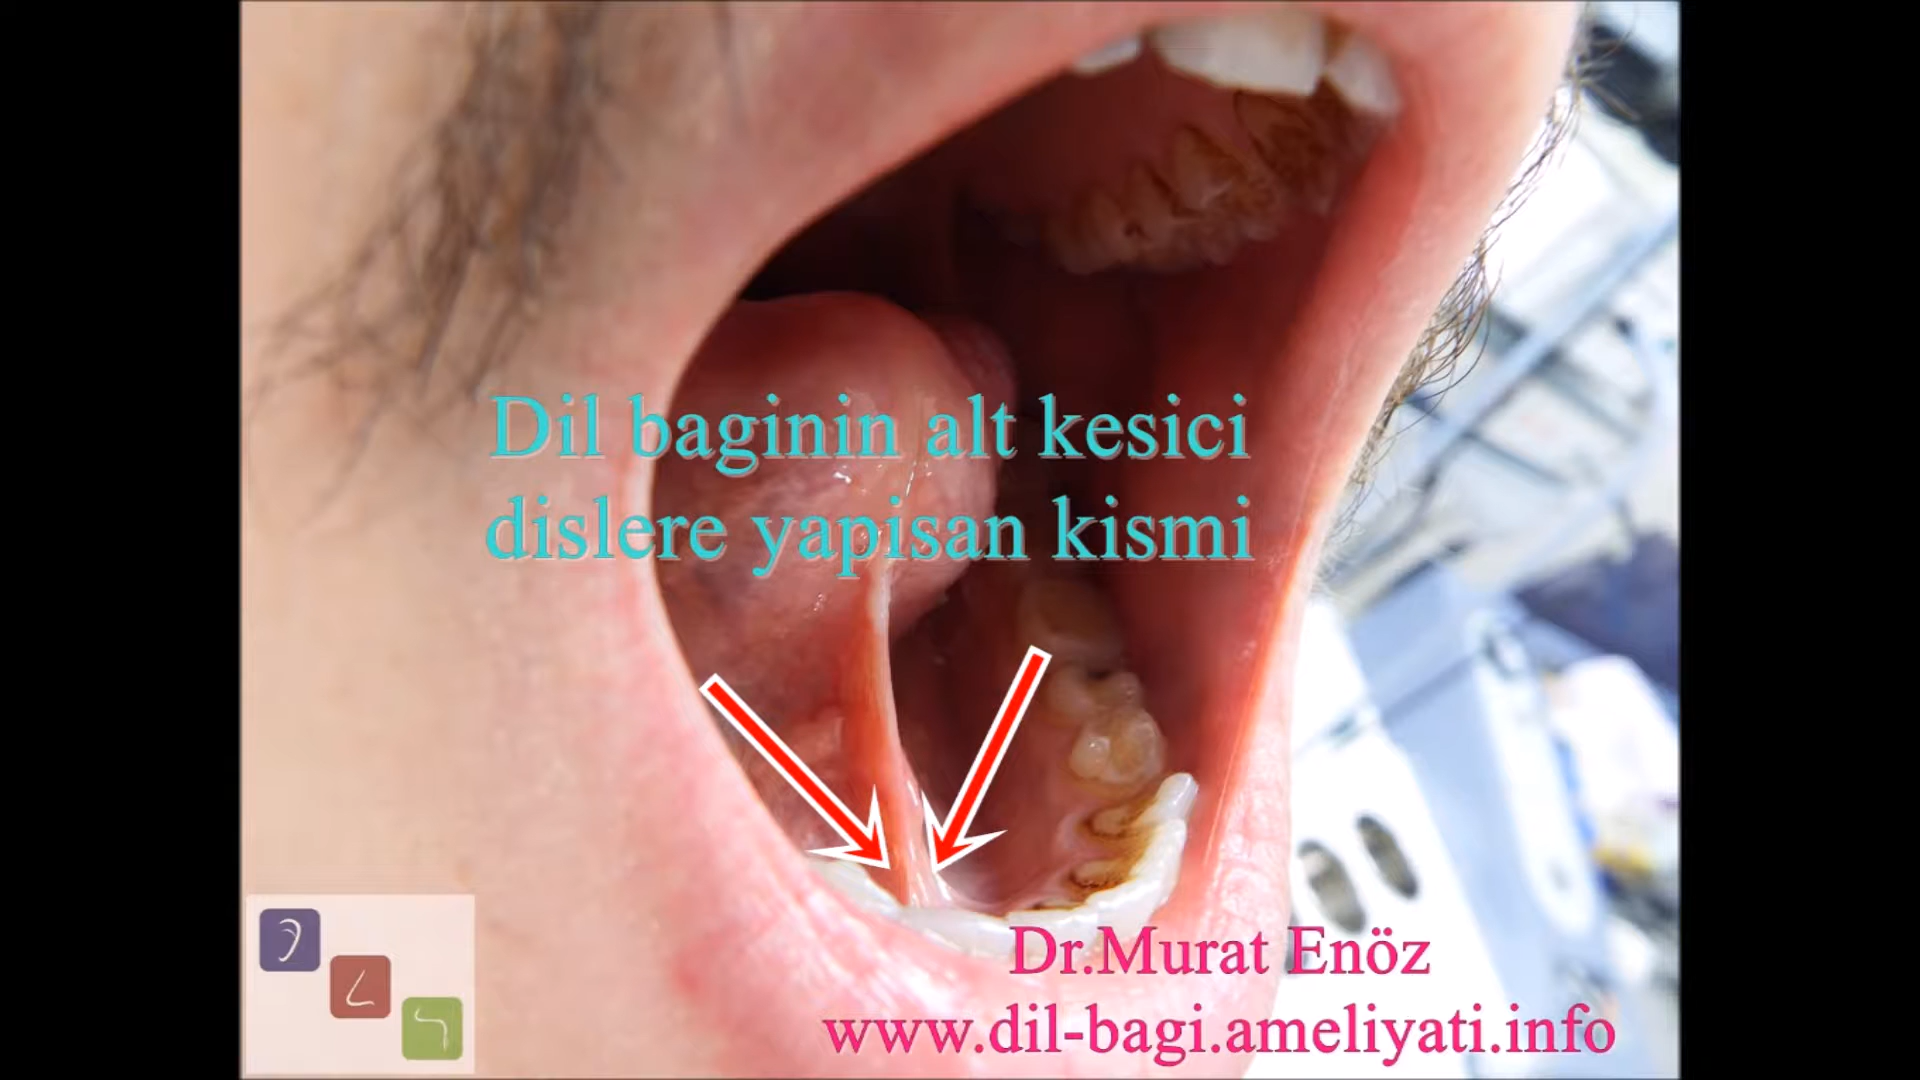 Dil baginin alt kesici
dislere yapisan kismi
Dr.Murat Enöz
www.dil-bagi.ameliyati.info